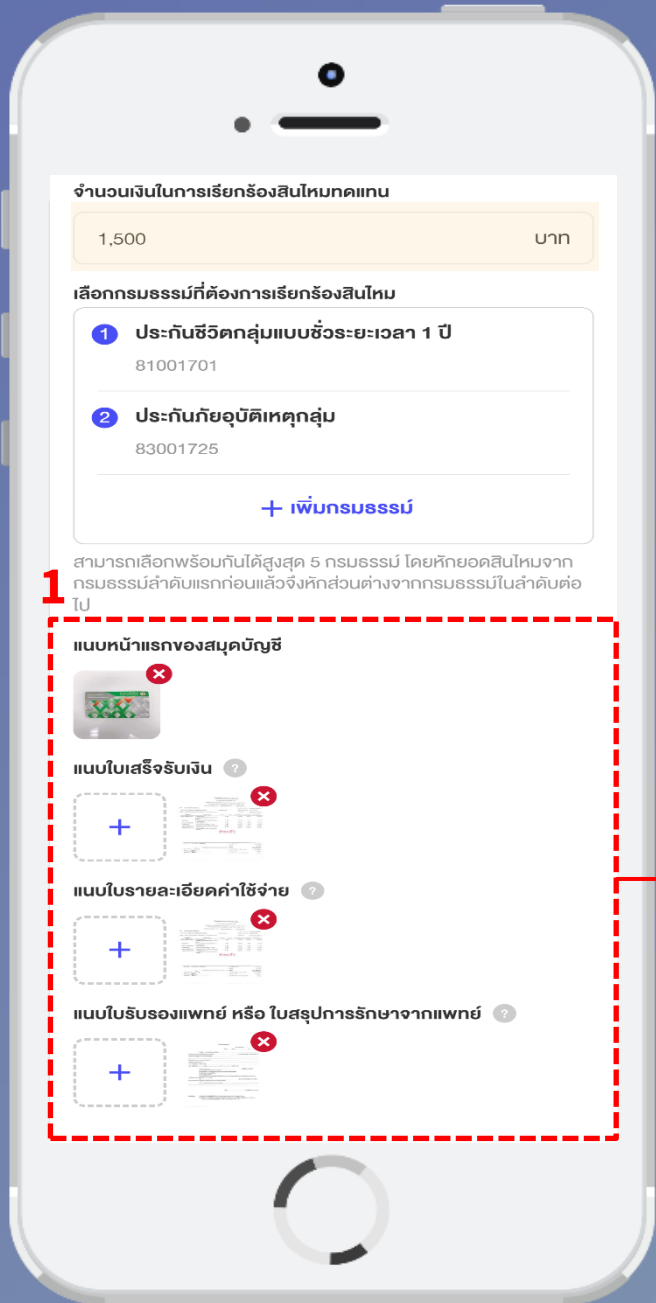 จำนวนเงินในการเรียกร้องสินไหมทดแทน
1,500 บาท
เลือกกรมธรรม์ที่ต้องการเรียกร้องสินไหม
1 ประกันชีวิตกลุ่มแบบชั่วระยะเวลา 1 ปี
81001701
2 ประกันภัยอุบัติเหตุกลุ่ม
83001725
+ เพิ่มกรมธรรม์
สามารถเลือกพร้อมกันได้สูงสุด 5 กรมธรรม์ โดยหักยอดสินไหมจาก
กรมธรรม์ลำดับแรกก่อนแล้วจึงหักส่วนต่างจากกรมธรรม์ในลำดับต่อ
ไป
1
แนบหน้าแรกของสมุดบัญชี
แนบใบเสร็จรับเงิน ?
+
แนบใบรายละเอียดค่าใช้จ่าย ?
+
แนบใบรับรองแพทย์ หรือ ใบสรุปการรักษาจากแพทย์ ?
+